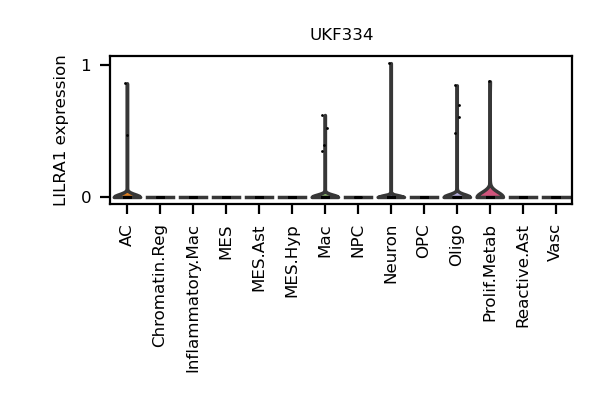 UKF334
LILRA1 expression
1
0
AC
Chromatin.Reg
Inflammatory.Mac
MES
MES.Ast
MES.Hyp
Mac
NPC
Neuron
OPC
Oligo
Prolif.Metab
Reactive.Ast
Vasc